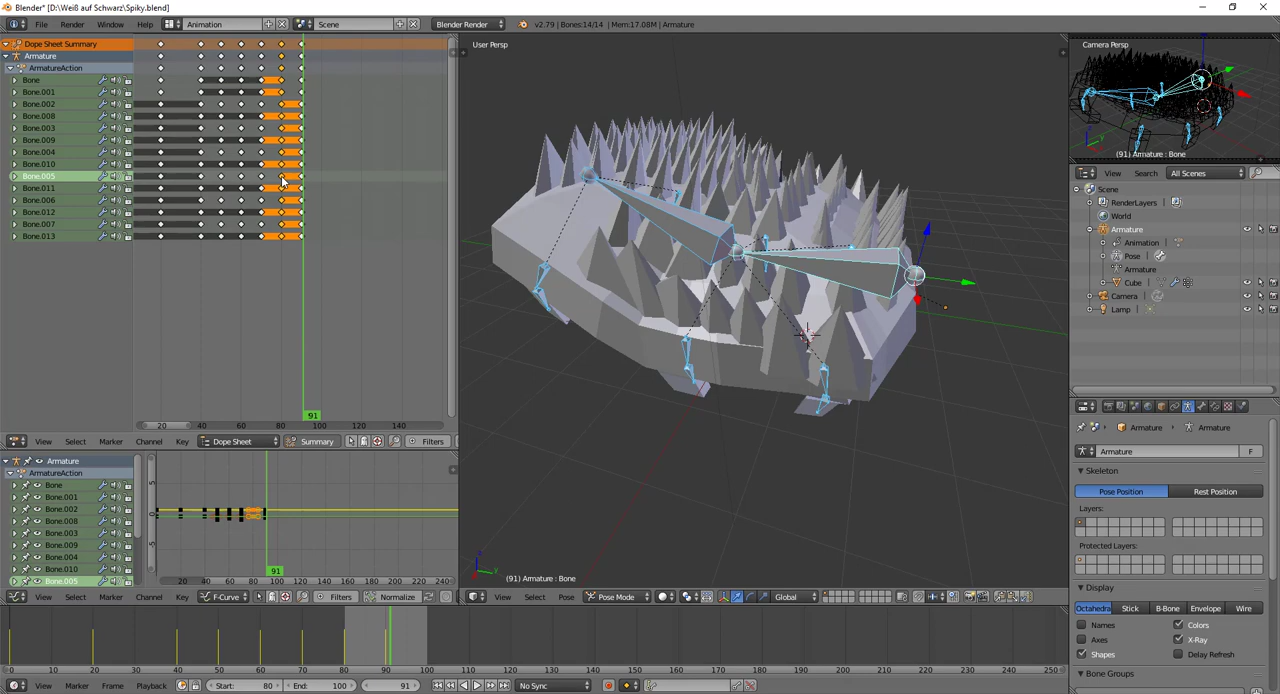 Blender* [D:\Weiß auf Schwarz\Spiky.blend]
File Render Window Help Animation Scene Blender Render v2.79 | Bones:14/14 | Mem:17.08M | Armature
Dope Sheet Summary
Armature
ArmatureAction
Bone
Bone.001
Bone.002
Bone.008
Bone.003
Bone.009
Bone.004
Bone.010
Bone.005
Bone.011
Bone.006
Bone.012
Bone.007
Bone.013
91
20 40 60 80 100 120 140
View Select Marker Channel Key Dope Sheet Summary Filters
Armature
ArmatureAction
Bone
Bone.001
Bone.002
Bone.008
Bone.003
Bone.009
Bone.004
Bone.010
Bone.005
5
0
-5
91
20 40 60 80 100 120 140 160 180 200 220 240
View Select Marker Channel Key F-Curve Filters Normalize
User Persp
(91) Armature : Bone
View Select Pose Pose Mode Global
Camera Persp
(91) Armature : Bone
View Search All Scenes
Scene
RenderLayers
World
Armature
Animation
Pose
Armature
Cube
Camera
Lamp
Armature Armature
Armature F
Skeleton
Pose Position Rest Position
Layers:
Protected Layers:
Display
Octahedra Stick B-Bone Envelope Wire
Names Colors
Axes X-Ray
Shapes Delay Refresh
Bone Groups
0 10 20 30 40 50 60 70 80 90 100 110 120 130 140 150 160 170 180 190 200 210 220 230 240 250
View Marker Frame Playback Start: 80 End: 100 91 No Sync